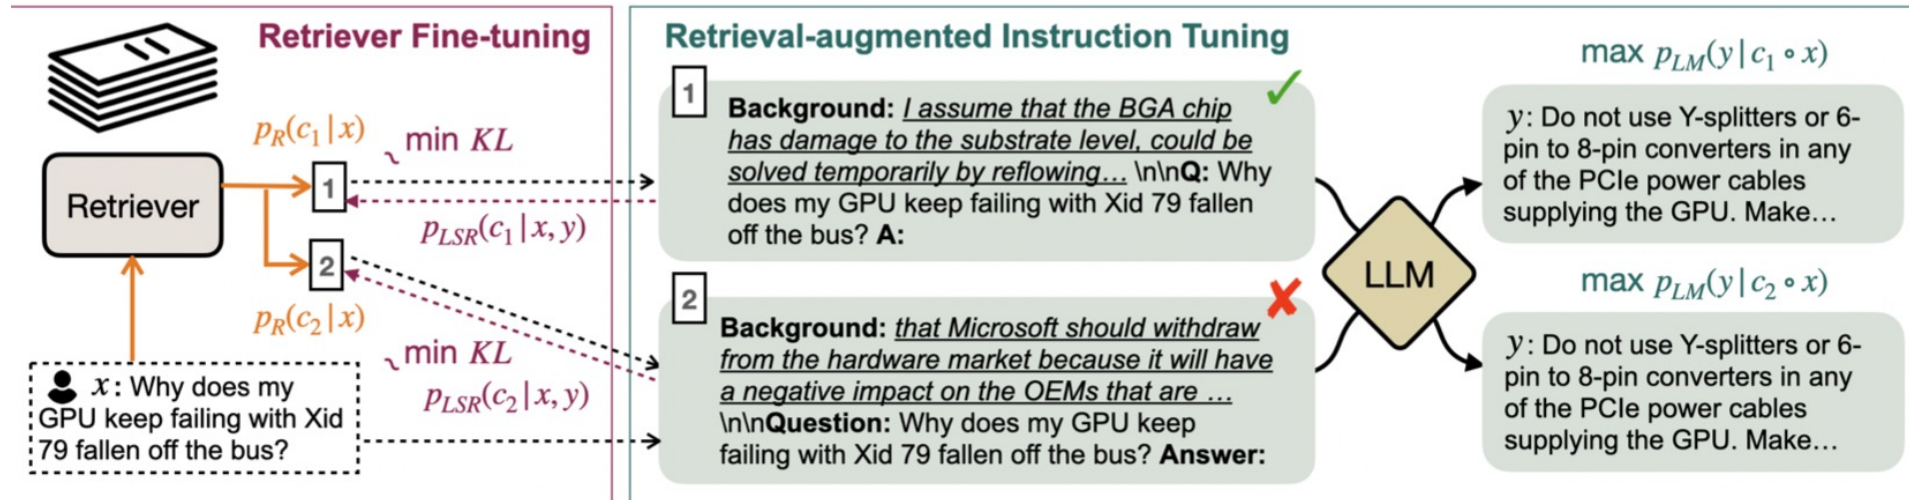 Retriever Fine-tuning
p_R(c_1|x)
min KL
Retriever
1
p_LSR(c_1|x, y)
2
p_R(c_2|x)
min KL
p_LSR(c_2|x, y)
x: Why does my
GPU keep failing with Xid
79 fallen off the bus?
Retrieval-augmented Instruction Tuning
1
Background: I assume that the BGA chip
has damage to the substrate level, could be
solved temporarily by reflowing… \n\nQ: Why
does my GPU keep failing with Xid 79 fallen
off the bus? A:
2
Background: that Microsoft should withdraw
from the hardware market because it will have
a negative impact on the OEMs that are …
\n\nQuestion: Why does my GPU keep
failing with Xid 79 fallen off the bus? Answer:
LLM
max p_LM(y|c_1 ∘ x)
y: Do not use Y-splitters or 6-
pin to 8-pin converters in any
of the PCIe power cables
supplying the GPU. Make…
max p_LM(y|c_2 ∘ x)
y: Do not use Y-splitters or 6-
pin to 8-pin converters in any
of the PCIe power cables
supplying the GPU. Make…